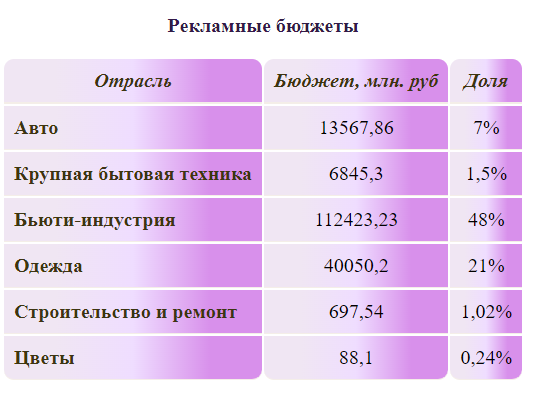 Рекламные бюджеты
Отрасль Бюджет, млн. руб Доля
Авто 13567,86 7%
Крупная бытовая техника 6845,3 1,5%
Бьюти-индустрия 112423,23 48%
Одежда 40050,2 21%
Строительство и ремонт 697,54 1,02%
Цветы 88,1 0,24%